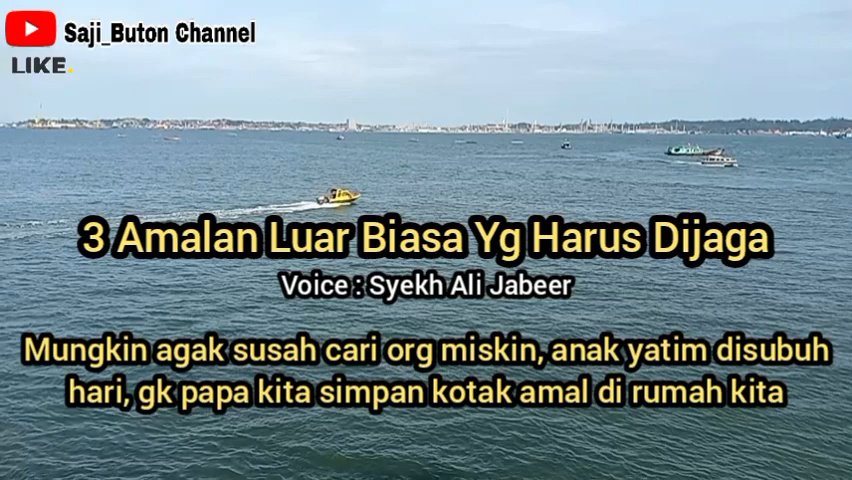 Saji_Buton Channel
LIKE.
3 Amalan Luar Biasa Yg Harus Dijaga
Voice : Syekh Ali Jabeer
Mungkin agak susah cari org miskin, anak yatim disubuh
hari, gk papa kita simpan kotak amal di rumah kita